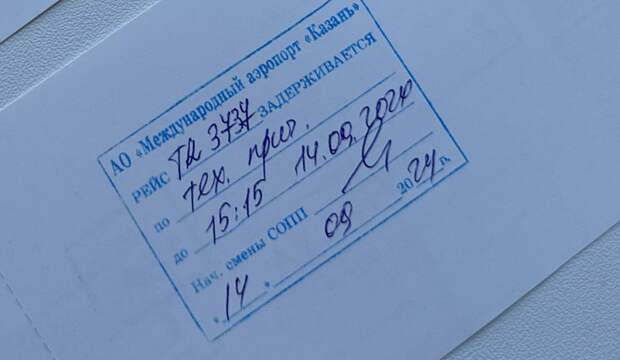 АО «Международный аэропорт «Казань»
РЕЙС ТК 3737 ЗАДЕРЖИВАЕТСЯ
по тех. прич.
до 15:15 14.09.2024
Нач. смены СОПП
"14" 09 2024 г.